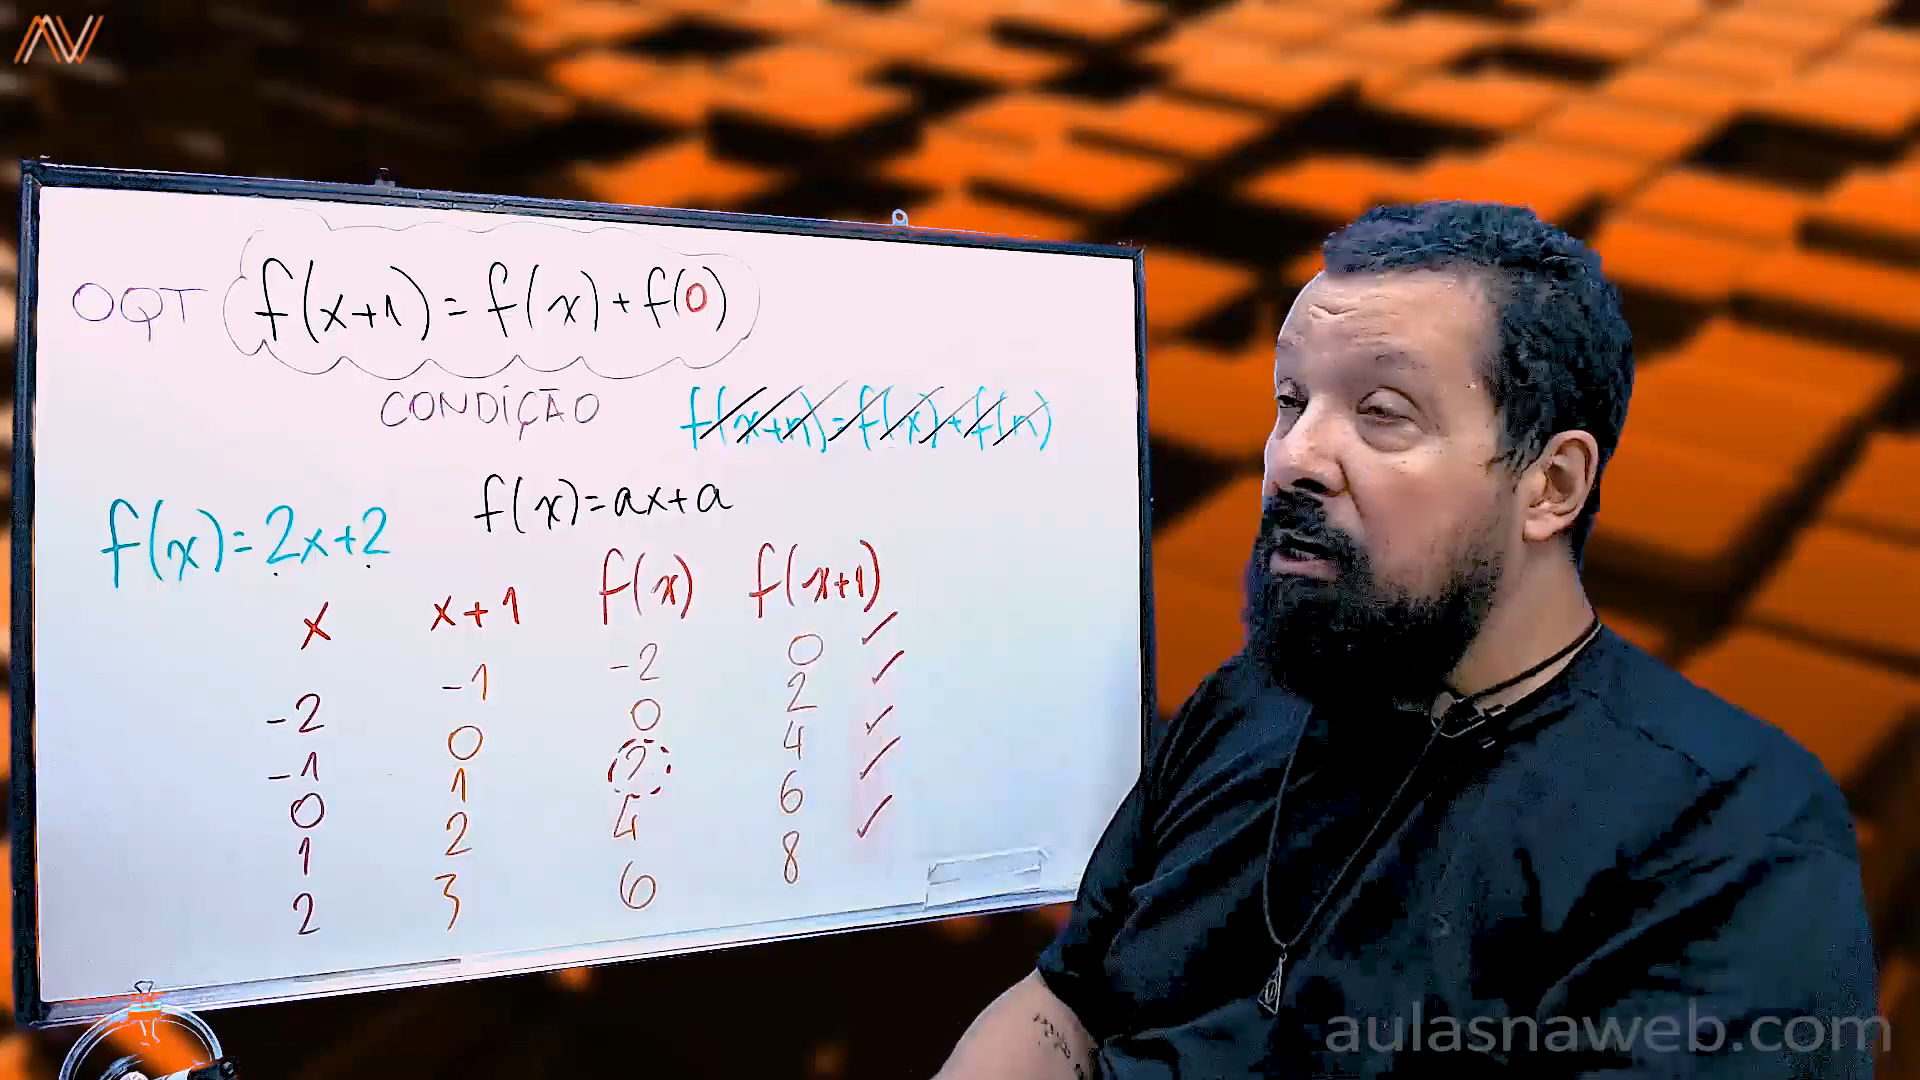 AV
OQT f(x+1) = f(x) + f(0)
CONDIÇÃO
f(x+n) = f(x) + f(n)
f(x) = ax + a
f(x) = 2x + 2
x x+1 f(x) f(x+1)
-2 -1 -2 0 ✓
-1 0 0 2 ✓
0 1 2 4 ✓
1 2 4 6 ✓
2 3 6 8 ✓
aulasnaweb.com